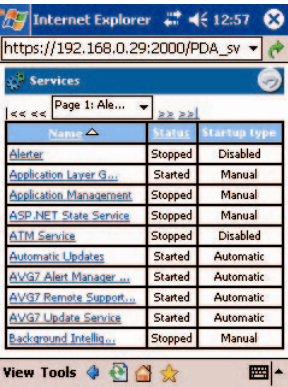 Internet Explorer 12:57
https://192.168.0.29:2000/PDA_sv
Services
|<< << Page 1: Ale... >> >>|
Name Status Startup type
Alerter Stopped Disabled
Application Layer G... Started Manual
Application Management Stopped Manual
ASP.NET State Service Stopped Manual
ATM Service Stopped Disabled
Automatic Updates Started Automatic
AVG7 Alert Manager ... Started Automatic
AVG7 Remote Support... Started Automatic
AVG7 Update Service Started Automatic
Background Intellig... Stopped Manual
View Tools